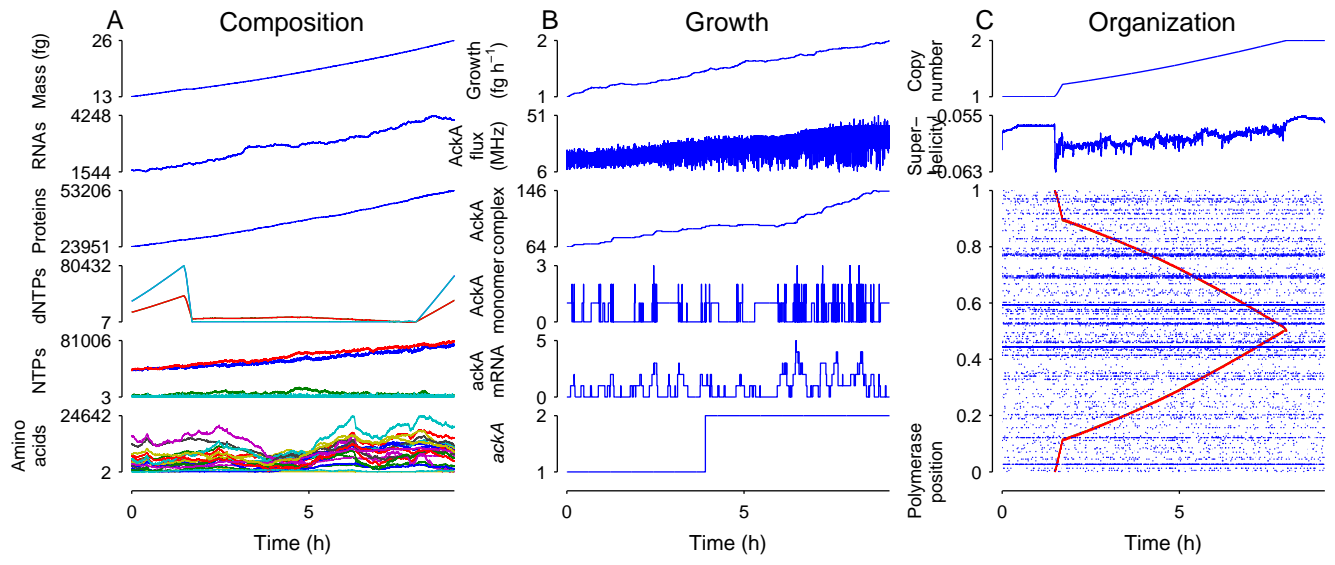 A
Composition
26
Mass (fg)
13
4248
RNAs
1544
53206
Proteins
23951
80432
dNTPs
7
81006
NTPs
3
24642
Amino
acids
2
0
5
Time (h)
B
Growth
2
Growth
(fg h⁻¹)
1
51
AckA
flux
(MHz)
6
146
AckA
complex
64
3
AckA
monomer
0
5
ackA
mRNA
0
2
ackA
1
0
5
Time (h)
C
Organization
2
Copy
number
1
-0.055
Super–
helicity
-0.063
1
0.8
0.6
0.4
0.2
0
Polymerase
position
0
5
Time (h)